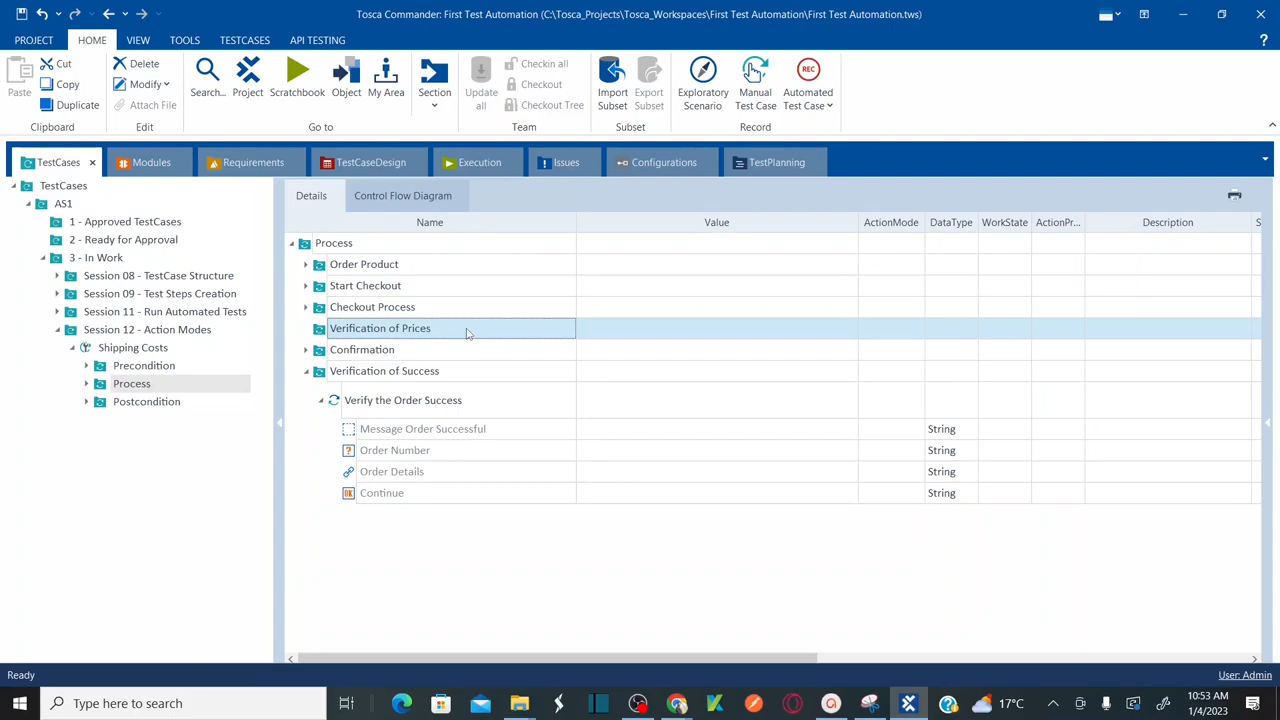 Tosca Commander: First Test Automation (C:\Tosca_Projects\Tosca_Workspaces\First Test Automation\First Test Automation.tws)
PROJECT HOME VIEW TOOLS TESTCASES API TESTING
?
Paste
Cut
Copy
Duplicate
Clipboard
Delete
Modify
Attach File
Edit
Search...
Project
Scratchbook
Object
My Area
Go to
Section
Update all
Checkin all
Checkout
Checkout Tree
Team
Import Subset
Export Subset
Subset
Exploratory Scenario
Manual Test Case
REC
Automated Test Case
Record
TestCases Modules Requirements TestCaseDesign Execution Issues Configurations TestPlanning
TestCases
AS1
1 - Approved TestCases
2 - Ready for Approval
3 - In Work
Session 08 - TestCase Structure
Session 09 - Test Steps Creation
Session 11 - Run Automated Tests
Session 12 - Action Modes
Shipping Costs
Precondition
Process
Postcondition
Details Control Flow Diagram
Name Value ActionMode DataType WorkState ActionPr... Description S
Process
Order Product
Start Checkout
Checkout Process
Verification of Prices
Confirmation
Verification of Success
Verify the Order Success
Message Order Successful String
? Order Number String
Order Details String
OK Continue String
Ready
User: Admin
Type here to search
17°C
10:53 AM
1/4/2023